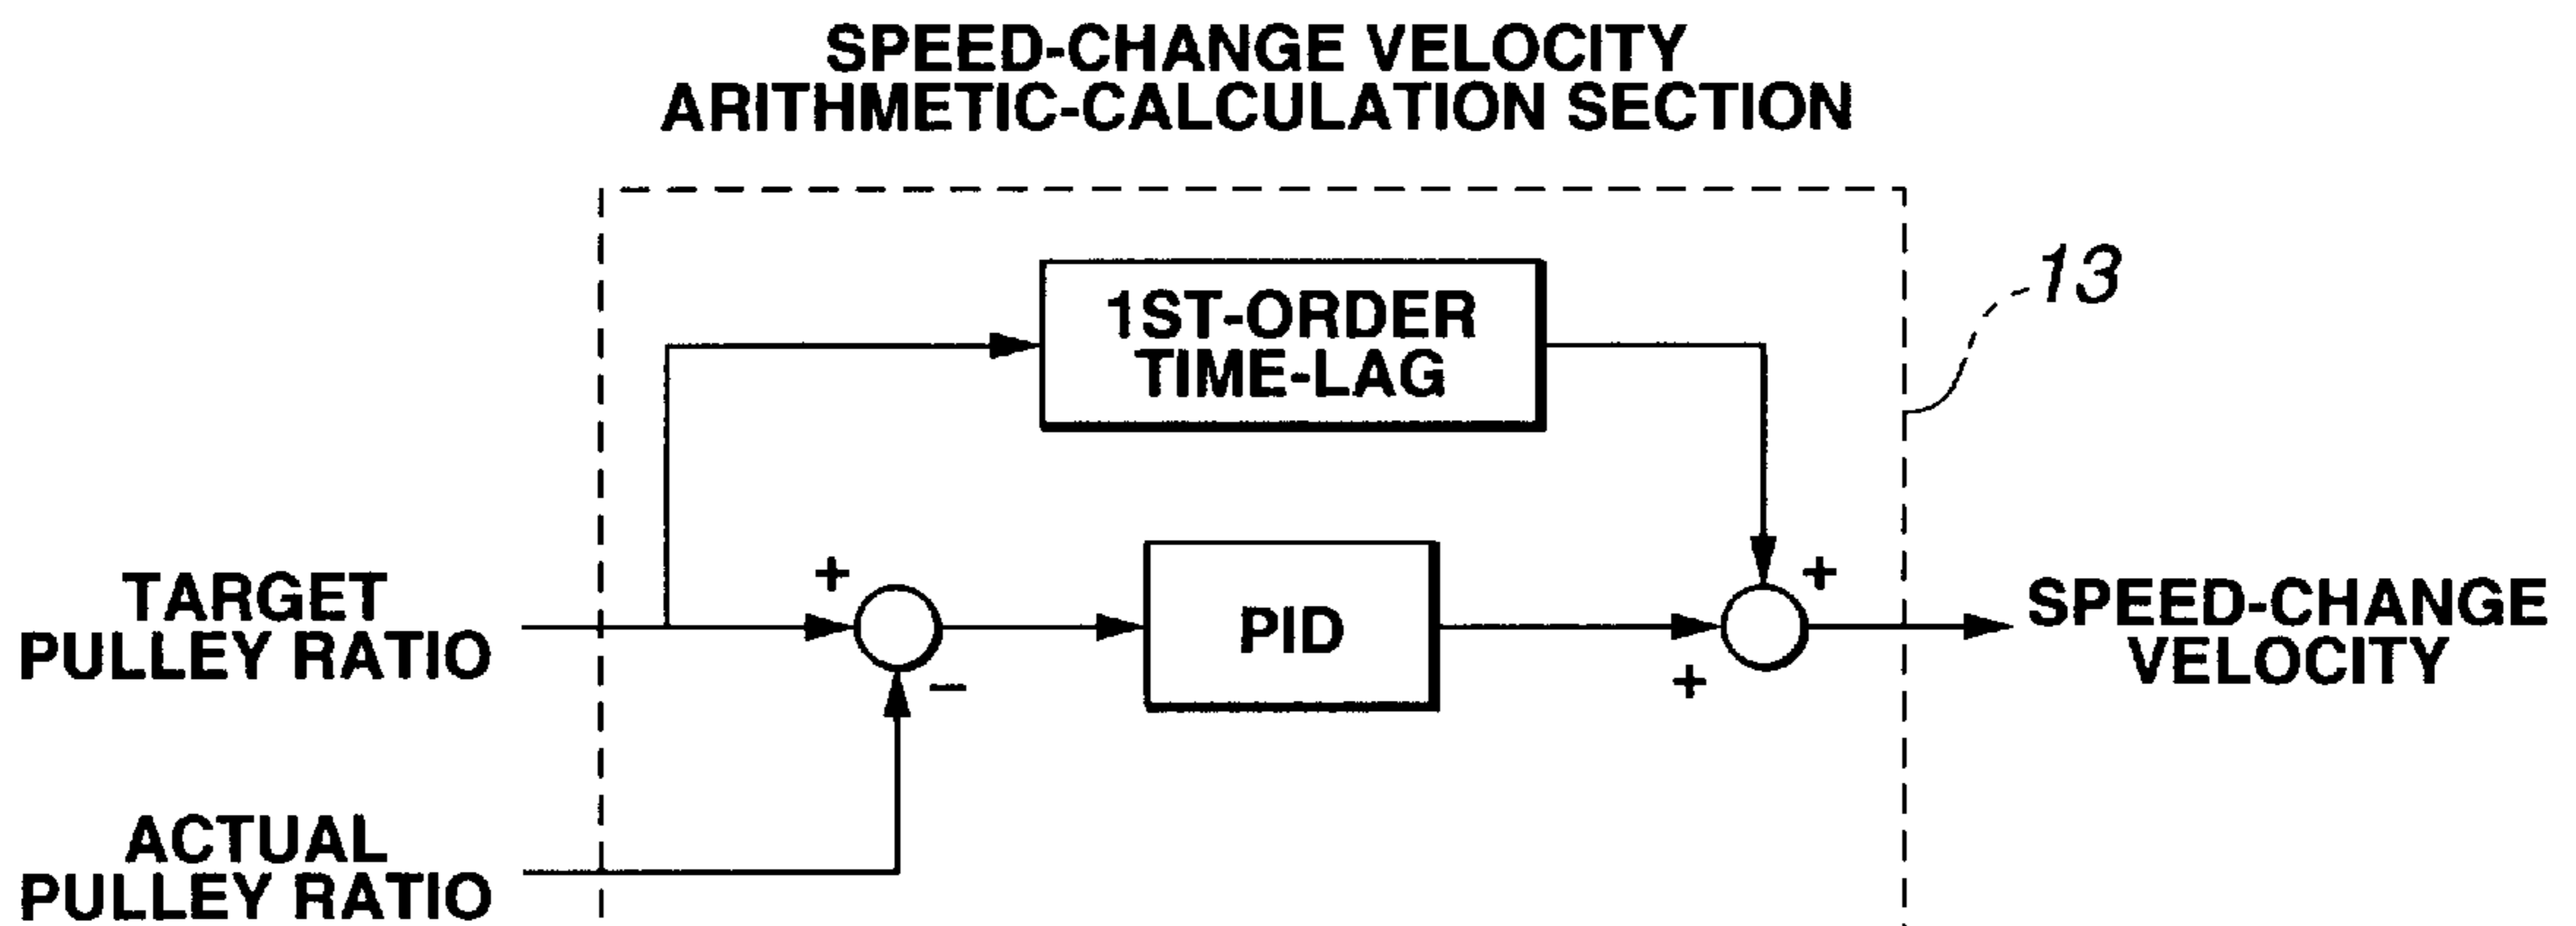 SPEED-CHANGE VELOCITY
ARITHMETIC-CALCULATION SECTION
13
1ST-ORDER
TIME-LAG
+
+
TARGET
PULLEY RATIO
PID
SPEED-CHANGE
VELOCITY
−
+
ACTUAL
PULLEY RATIO